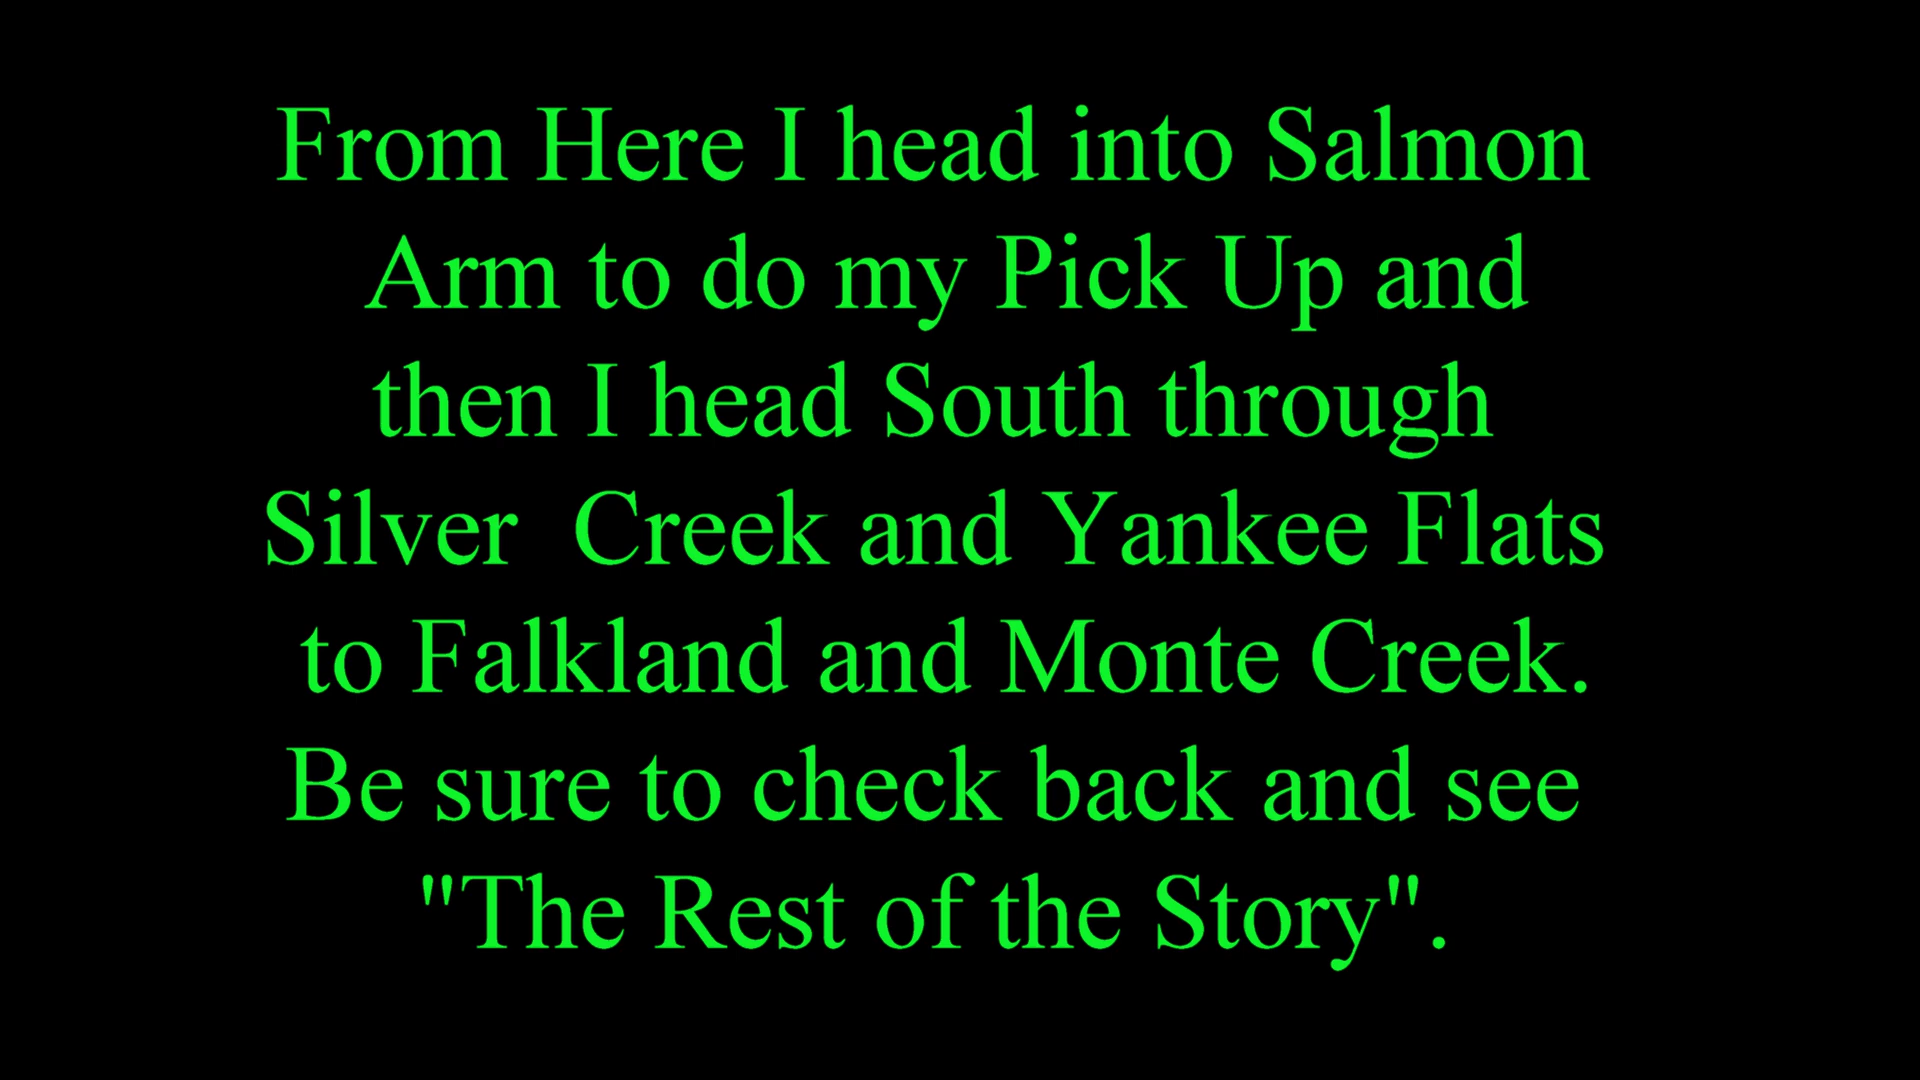 From Here I head into Salmon
Arm to do my Pick Up and
then I head South through
Silver  Creek and Yankee Flats
to Falkland and Monte Creek.
Be sure to check back and see
"The Rest of the Story".